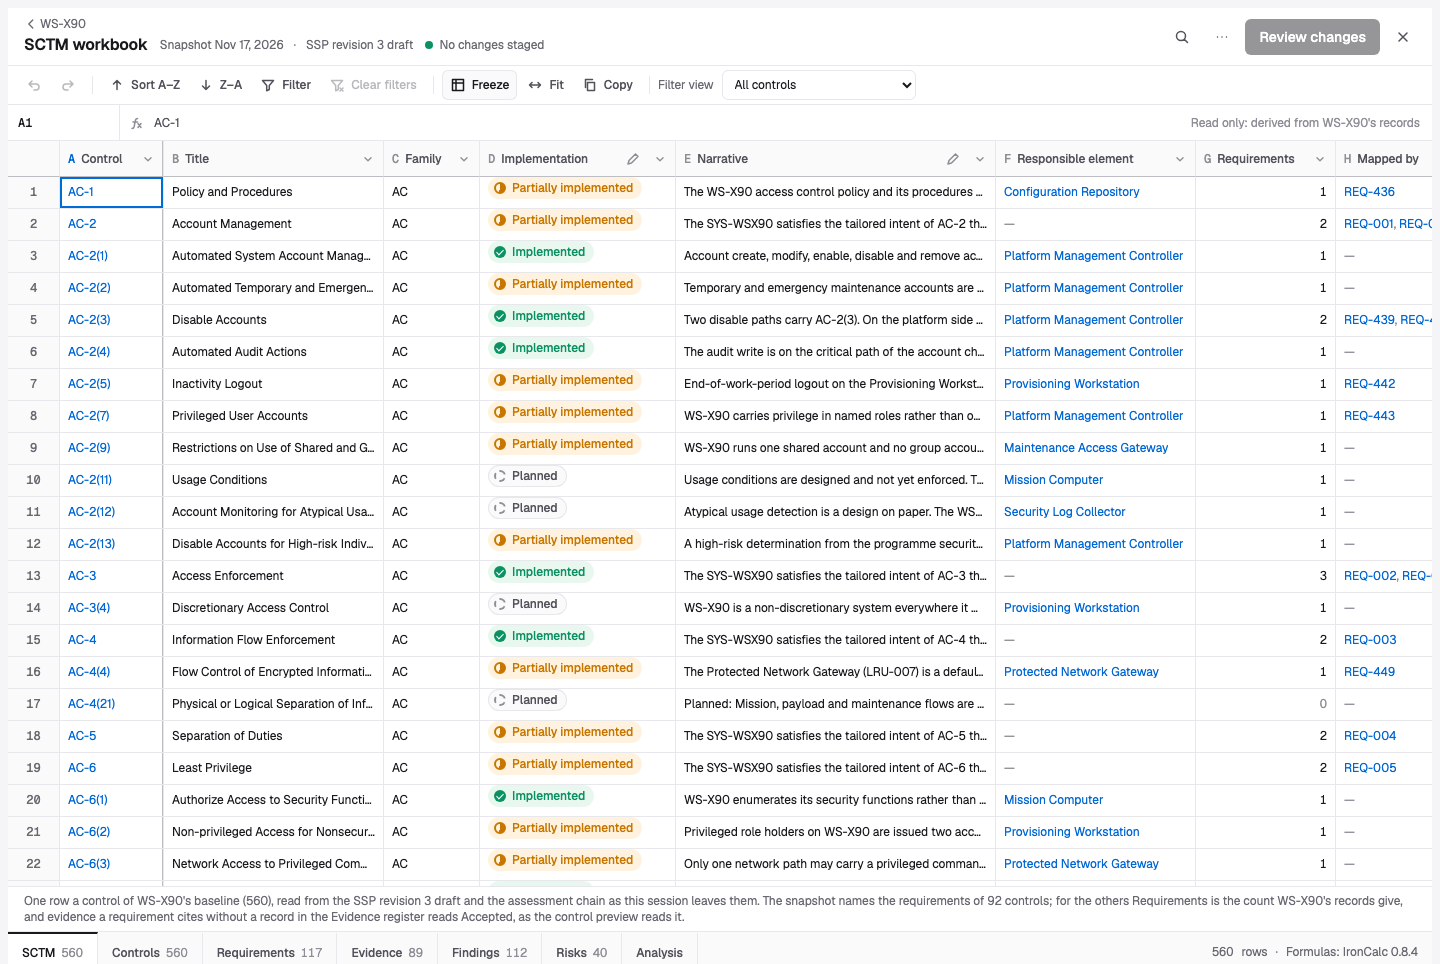 WS-X90
SCTM workbook Snapshot Nov 17, 2026 · SSP revision 3 draft No changes staged
Review changes
Sort A–Z Z–A Filter Clear filters Freeze Fit Copy Filter view All controls
A1 fx AC-1 Read only: derived from WS-X90's records
A Control B Title C Family D Implementation E Narrative F Responsible element G Requirements H Mapped by
1 AC-1 Policy and Procedures AC Partially implemented The WS-X90 access control policy and its procedures … Configuration Repository 1 REQ-436
2 AC-2 Account Management AC Partially implemented The SYS-WSX90 satisfies the tailored intent of AC-2 th… — 2 REQ-001, REQ-
3 AC-2(1) Automated System Account Manag… AC Implemented Account create, modify, enable, disable and remove ac… Platform Management Controller 1 —
4 AC-2(2) Automated Temporary and Emergen… AC Partially implemented Temporary and emergency maintenance accounts are … Platform Management Controller 1 —
5 AC-2(3) Disable Accounts AC Implemented Two disable paths carry AC-2(3). On the platform side … Platform Management Controller 2 REQ-439, REQ-
6 AC-2(4) Automated Audit Actions AC Implemented The audit write is on the critical path of the account ch… Platform Management Controller 1 —
7 AC-2(5) Inactivity Logout AC Partially implemented End-of-work-period logout on the Provisioning Workst… Provisioning Workstation 1 REQ-442
8 AC-2(7) Privileged User Accounts AC Partially implemented WS-X90 carries privilege in named roles rather than o… Platform Management Controller 1 REQ-443
9 AC-2(9) Restrictions on Use of Shared and G… AC Partially implemented WS-X90 runs one shared account and no group accou… Maintenance Access Gateway 1 —
10 AC-2(11) Usage Conditions AC Planned Usage conditions are designed and not yet enforced. T… Mission Computer 1 —
11 AC-2(12) Account Monitoring for Atypical Usa… AC Planned Atypical usage detection is a design on paper. The WS… Security Log Collector 1 —
12 AC-2(13) Disable Accounts for High-risk Indiv… AC Partially implemented A high-risk determination from the programme securit… Platform Management Controller 1 —
13 AC-3 Access Enforcement AC Implemented The SYS-WSX90 satisfies the tailored intent of AC-3 th… — 3 REQ-002, REQ-
14 AC-3(4) Discretionary Access Control AC Planned WS-X90 is a non-discretionary system everywhere it … Provisioning Workstation 1 —
15 AC-4 Information Flow Enforcement AC Implemented The SYS-WSX90 satisfies the tailored intent of AC-4 th… — 2 REQ-003
16 AC-4(4) Flow Control of Encrypted Informati… AC Partially implemented The Protected Network Gateway (LRU-007) is a defaul… Protected Network Gateway 1 REQ-449
17 AC-4(21) Physical or Logical Separation of Inf… AC Planned Planned: Mission, payload and maintenance flows are … — 0 —
18 AC-5 Separation of Duties AC Partially implemented The SYS-WSX90 satisfies the tailored intent of AC-5 th… — 2 REQ-004
19 AC-6 Least Privilege AC Partially implemented The SYS-WSX90 satisfies the tailored intent of AC-6 th… — 2 REQ-005
20 AC-6(1) Authorize Access to Security Functi… AC Implemented WS-X90 enumerates its security functions rather than … Mission Computer 1 —
21 AC-6(2) Non-privileged Access for Nonsecur… AC Partially implemented Privileged role holders on WS-X90 are issued two acc… Provisioning Workstation 1 —
22 AC-6(3) Network Access to Privileged Com… AC Partially implemented Only one network path may carry a privileged comman… Protected Network Gateway 1 —
One row a control of WS-X90's baseline (560), read from the SSP revision 3 draft and the assessment chain as this session leaves them. The snapshot names the requirements of 92 controls; for the others Requirements is the count WS-X90's records give,
and evidence a requirement cites without a record in the Evidence register reads Accepted, as the control preview reads it.
SCTM 560 Controls 560 Requirements 117 Evidence 89 Findings 112 Risks 40 Analysis 560 rows · Formulas: IronCalc 0.8.4